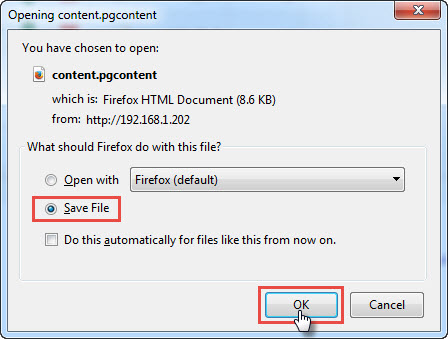 Opening content.pgcontent
You have chosen to open:
content.pgcontent
which is: Firefox HTML Document (8.6 KB)
from: http://192.168.1.202
What should Firefox do with this file?
Open with Firefox (default)
Save File
Do this automatically for files like this from now on.
OK Cancel